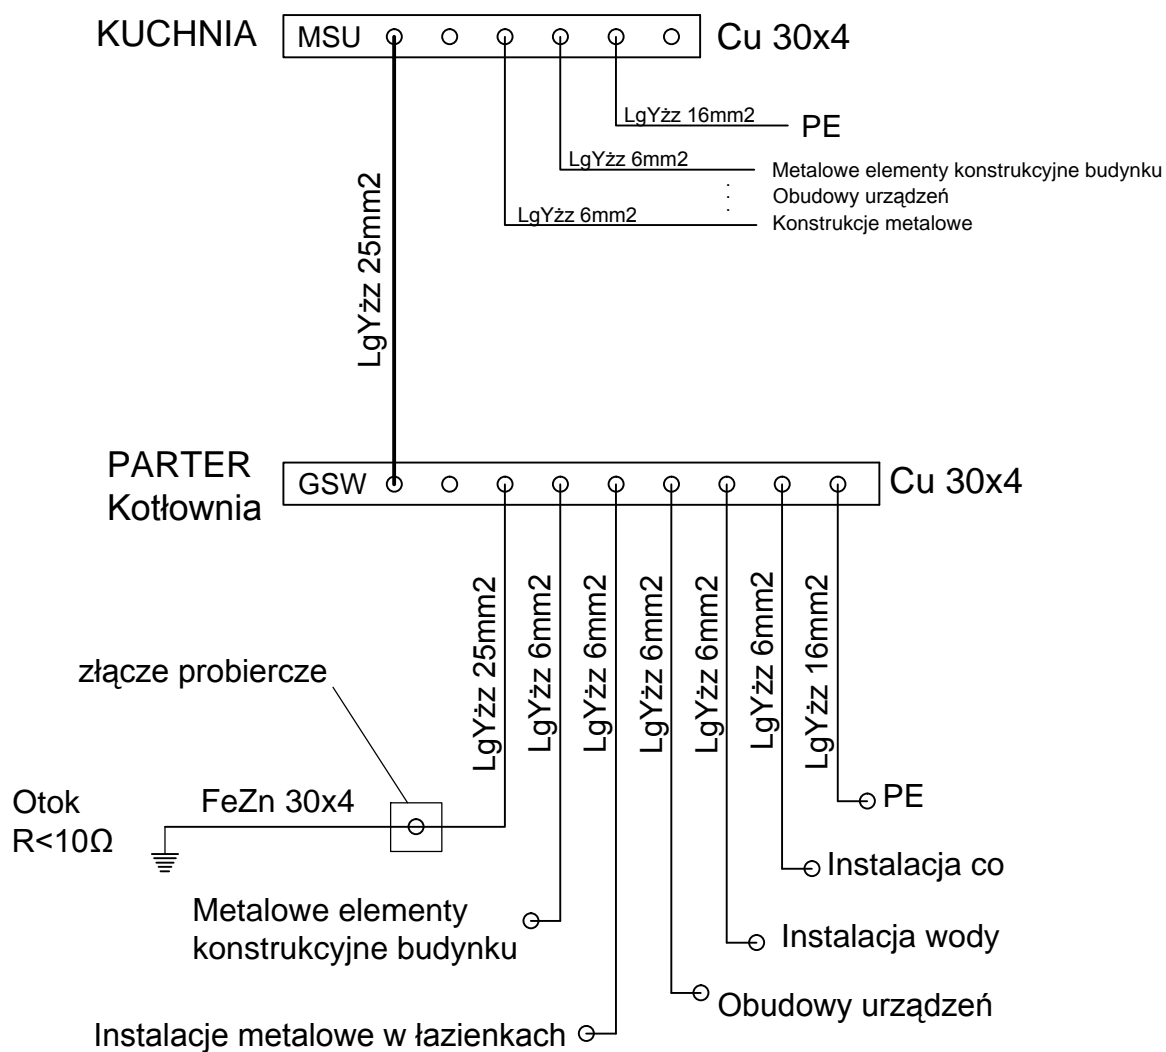 KUCHNIA
MSU
Cu 30x4
LgYżz 16mm2
PE
LgYżz 6mm2
Metalowe elementy konstrukcyjne budynku
Obudowy urządzeń
LgYżz 6mm2
Konstrukcje metalowe
LgYżz 25mm2
PARTER
Kotłownia
GSW
Cu 30x4
LgYżz 25mm2
LgYżz 6mm2
LgYżz 6mm2
LgYżz 6mm2
LgYżz 6mm2
LgYżz 6mm2
LgYżz 16mm2
złącze probiercze
Otok
R<10Ω
FeZn 30x4
PE
Instalacja co
Metalowe elementy
konstrukcyjne budynku
Instalacja wody
Obudowy urządzeń
Instalacje metalowe w łazienkach